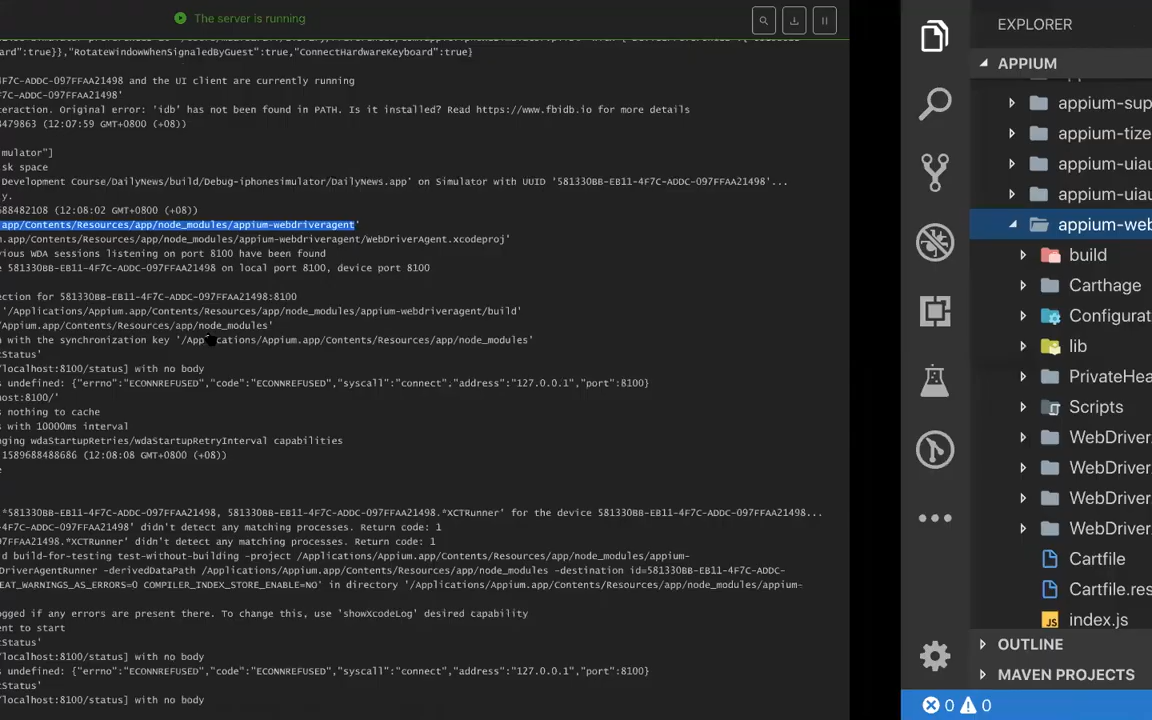 The server is running
ard":true}},"RotateWindowWhenSignaledByGuest":true,"ConnectHardwareKeyboard":true}
4F7C-ADDC-097FFAA21498 and the UI client are currently running
F7C-ADDC-097FFAA21498'
teraction. Original error: 'idb' has not been found in PATH. Is it installed? Read https://www.fbidb.io for more details
8479863 (12:07:59 GMT+0800 (+08))
mulator"]
sk space
Development Course/DailyNews/build/Debug-iphonesimulator/DailyNews.app' on Simulator with UUID '581330BB-EB11-4F7C-ADDC-097FFAA21498'...
y.
688482108 (12:08:02 GMT+0800 (+08))
app/Contents/Resources/app/node_modules/appium-webdriveragent'
m.app/Contents/Resources/app/node_modules/appium-webdriveragent/WebDriverAgent.xcodeproj'
vious WDA sessions listening on port 8100 have been found
e 581330BB-EB11-4F7C-ADDC-097FFAA21498 on local port 8100, device port 8100
ection for 581330BB-EB11-4F7C-ADDC-097FFAA21498:8100
'/Applications/Appium.app/Contents/Resources/app/node_modules/appium-webdriveragent/build'
/Appium.app/Contents/Resources/app/node_modules'
n with the synchronization key '/Applications/Appium.app/Contents/Resources/app/node_modules'
tStatus'
/localhost:8100/status] with no body
s undefined: {"errno":"ECONNREFUSED","code":"ECONNREFUSED","syscall":"connect","address":"127.0.0.1","port":8100}
host:8100/'
s nothing to cache
s with 10000ms interval
nging wdaStartupRetries/wdaStartupRetryInterval capabilities
1589688488686 (12:08:08 GMT+0800 (+08))
e
*581330BB-EB11-4F7C-ADDC-097FFAA21498, 581330BB-EB11-4F7C-ADDC-097FFAA21498.*XCTRunner' for the device 581330BB-EB11-4F7C-ADDC-097FFAA21498...
-4F7C-ADDC-097FFAA21498' didn't detect any matching processes. Return code: 1
097FFAA21498.*XCTRunner' didn't detect any matching processes. Return code: 1
d build-for-testing test-without-building -project /Applications/Appium.app/Contents/Resources/app/node_modules/appium-
DriverAgentRunner -derivedDataPath /Applications/Appium.app/Contents/Resources/app/node_modules -destination id=581330BB-EB11-4F7C-ADDC-
EAT_WARNINGS_AS_ERRORS=0 COMPILER_INDEX_STORE_ENABLE=NO' in directory '/Applications/Appium.app/Contents/Resources/app/node_modules/appium-
ogged if any errors are present there. To change this, use 'showXcodeLog' desired capability
ent to start
tStatus'
/localhost:8100/status] with no body
s undefined: {"errno":"ECONNREFUSED","code":"ECONNREFUSED","syscall":"connect","address":"127.0.0.1","port":8100}
tStatus'
/localhost:8100/status] with no body
EXPLORER
APPIUM
appium-sup
appium-tize
appium-uiau
appium-uiau
appium-web
build
Carthage
Configurat
lib
PrivateHea
Scripts
WebDriver
WebDriver
WebDriver
WebDriver
Cartfile
Cartfile.res
JS index.js
OUTLINE
MAVEN PROJECTS
0 0